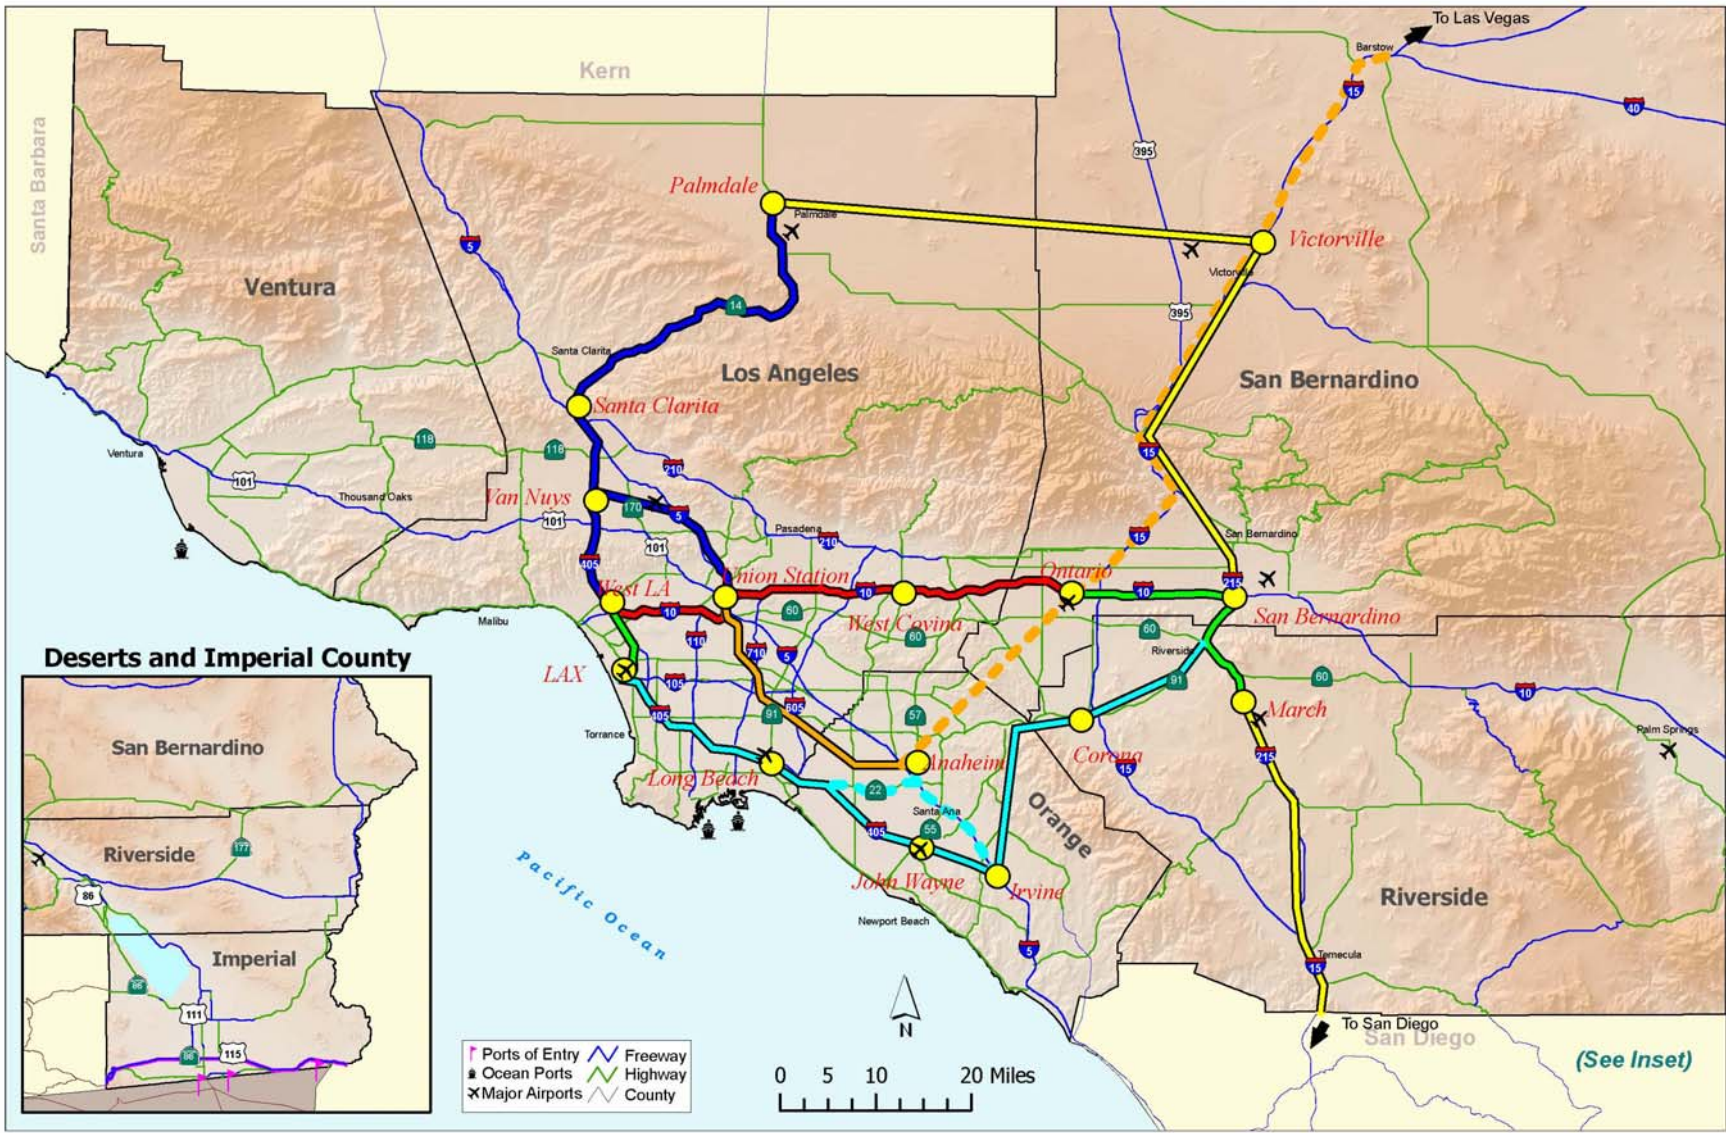 To Las Vegas
Barstow
Kern
15
40
Santa Barbara
395
Palmdale
Palmdale
5
Victorville
Victorville
Ventura
14
395
Santa Clarita
Los Angeles
San Bernardino
Santa Clarita
118
118
15
Ventura
210
101
Thousand Oaks
Van Nuys
170
5
101
Pasadena
210
15
San Bernardino
101
405
West LA
Union Station
10
Ontario
10
215
10
60
West Covina
60
60
San Bernardino
Malibu
110
710
5
Riverside
Deserts and Imperial County
LAX
105
91
60
10
405
605
91
57
March
Torrance
Palm Springs
San Bernardino
Long Beach
Anaheim
Corona
15
215
22
Santa Ana
Orange
405
55
Riverside
177
John Wayne
Irvine
86
Pacific Ocean
Riverside
Newport Beach
5
Imperial
15
Temecula
86
111
N
To San Diego
San Diego
86
115
Ports of Entry
Freeway
Ocean Ports
Highway
Major Airports
County
0 5 10 20 Miles
(See Inset)